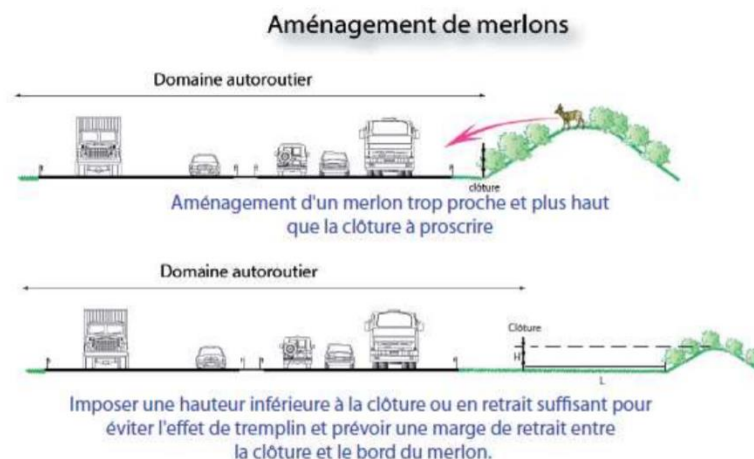 Aménagement de merlons
Domaine autoroutier
clôture
Aménagement d'un merlon trop proche et plus haut
que la clôture à proscrire
Domaine autoroutier
Clôture
H
L
Imposer une hauteur inférieure à la clôture ou en retrait suffisant pour
éviter l'effet de tremplin et prévoir une marge de retrait entre
la clôture et le bord du merlon.